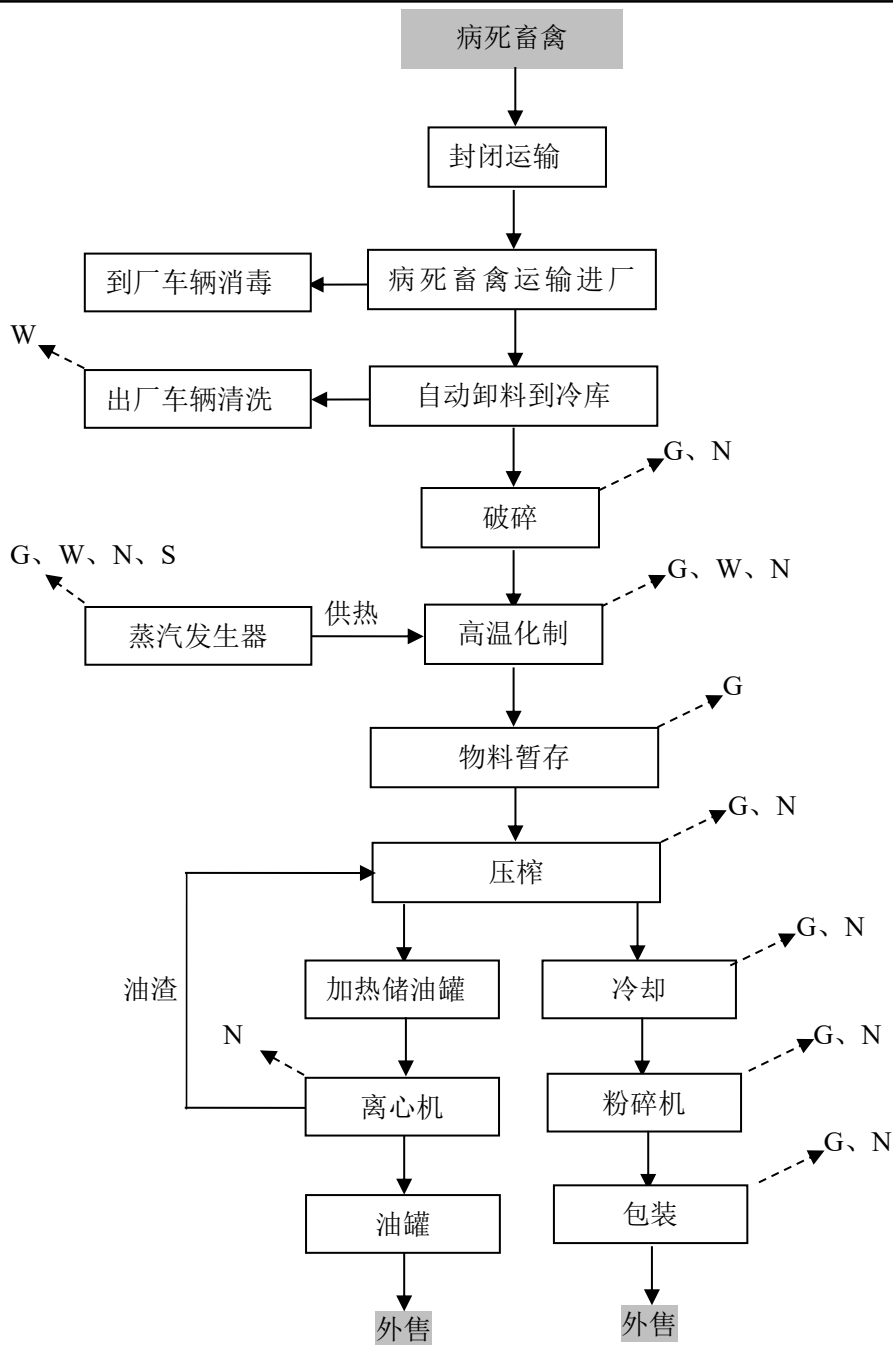 病死畜禽
封闭运输
到厂车辆消毒
病死畜禽运输进厂
W
出厂车辆清洗
自动卸料到冷库
G、N
破碎
G、W、N、S
G、W、N
蒸汽发生器
供热
高温化制
G
物料暂存
G、N
压榨
G、N
油渣
加热储油罐
冷却
N
G、N
离心机
粉碎机
G、N
油罐
包装
外售
外售